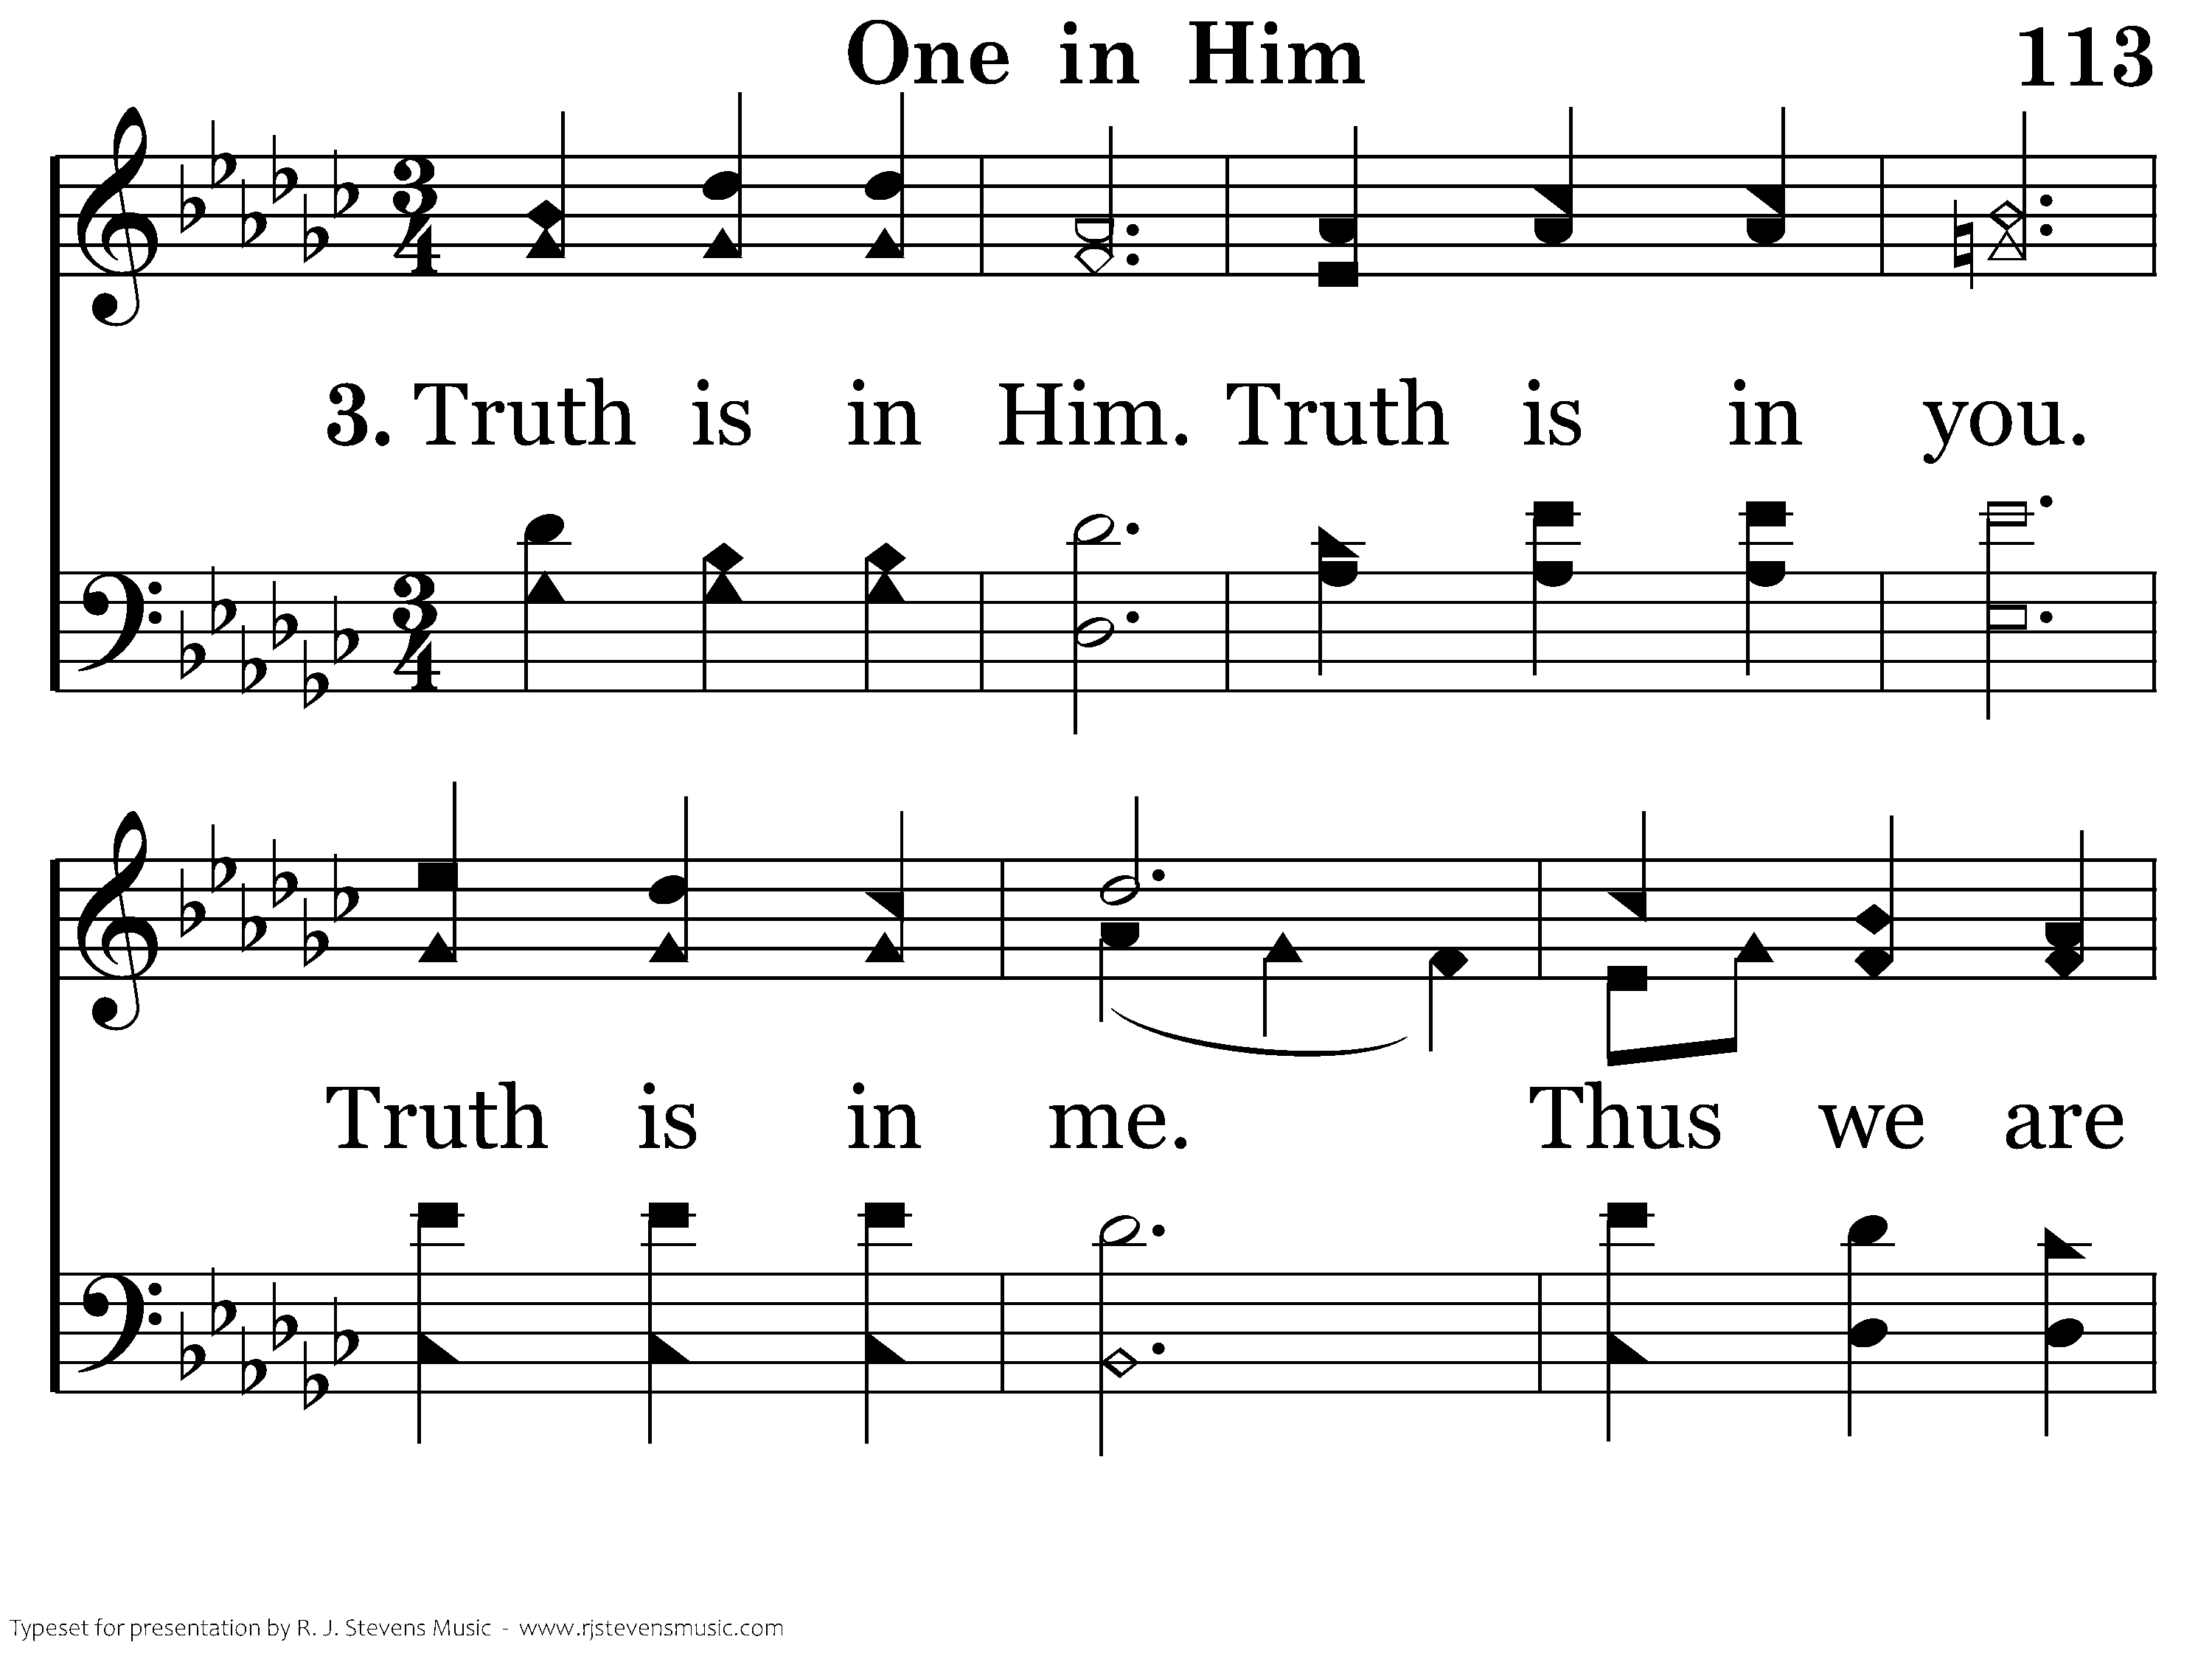 One in Him 113
3. Truth is in Him. Truth is in you.
Truth is in me. Thus we are
Typeset for presentation by R. J. Stevens Music - www.rjstevensmusic.com